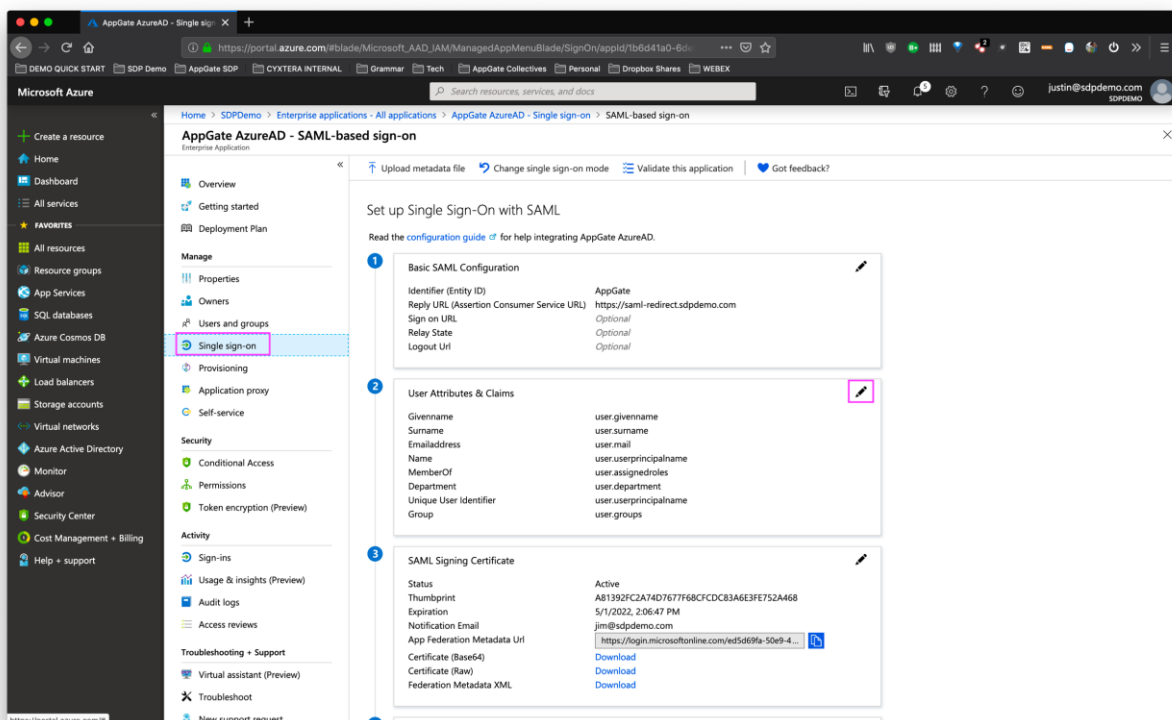 AppGate AzureAD - Single sign
https://portal.azure.com/#blade/Microsoft_AAD_IAM/ManagedAppMenuBlade/SignOn/appId/1b6d41a0-6de
DEMO QUICK START SDP Demo AppGate SDP CYXTERA INTERNAL Grammar Tech AppGate Collectives Personal Dropbox Shares WEBEX
Microsoft Azure
Search resources, services, and docs
5
justin@sdpdemo.com
SDPDEMO
Create a resource
Home
Dashboard
All services
FAVORITES
All resources
Resource groups
App Services
SQL databases
Azure Cosmos DB
Virtual machines
Load balancers
Storage accounts
Virtual networks
Azure Active Directory
Monitor
Advisor
Security Center
Cost Management + Billing
Help + support
Home > SDPDemo > Enterprise applications - All applications > AppGate AzureAD - Single sign-on > SAML-based sign-on
AppGate AzureAD - SAML-based sign-on
Enterprise Application
Overview
Getting started
Deployment Plan
Manage
Properties
Owners
Users and groups
Single sign-on
Provisioning
Application proxy
Self-service
Security
Conditional Access
Permissions
Token encryption (Preview)
Activity
Sign-ins
Usage & insights (Preview)
Audit logs
Access reviews
Troubleshooting + Support
Virtual assistant (Preview)
Troubleshoot
New support request
Upload metadata file Change single sign-on mode Validate this application Got feedback?
Set up Single Sign-On with SAML
Read the configuration guide for help integrating AppGate AzureAD.
1
Basic SAML Configuration
Identifier (Entity ID) AppGate
Reply URL (Assertion Consumer Service URL) https://saml-redirect.sdpdemo.com
Sign on URL Optional
Relay State Optional
Logout Url Optional
2
User Attributes & Claims
Givenname user.givenname
Surname user.surname
Emailaddress user.mail
Name user.userprincipalname
MemberOf user.assignedroles
Department user.department
Unique User Identifier user.userprincipalname
Group user.groups
3
SAML Signing Certificate
Status Active
Thumbprint A81392FC2A74D7677F68CFCDC83A6E3FE752A468
Expiration 5/1/2022, 2:06:47 PM
Notification Email jim@sdpdemo.com
App Federation Metadata Url https://login.microsoftonline.com/ed5d69fa-50e9-4...
Certificate (Base64) Download
Certificate (Raw) Download
Federation Metadata XML Download